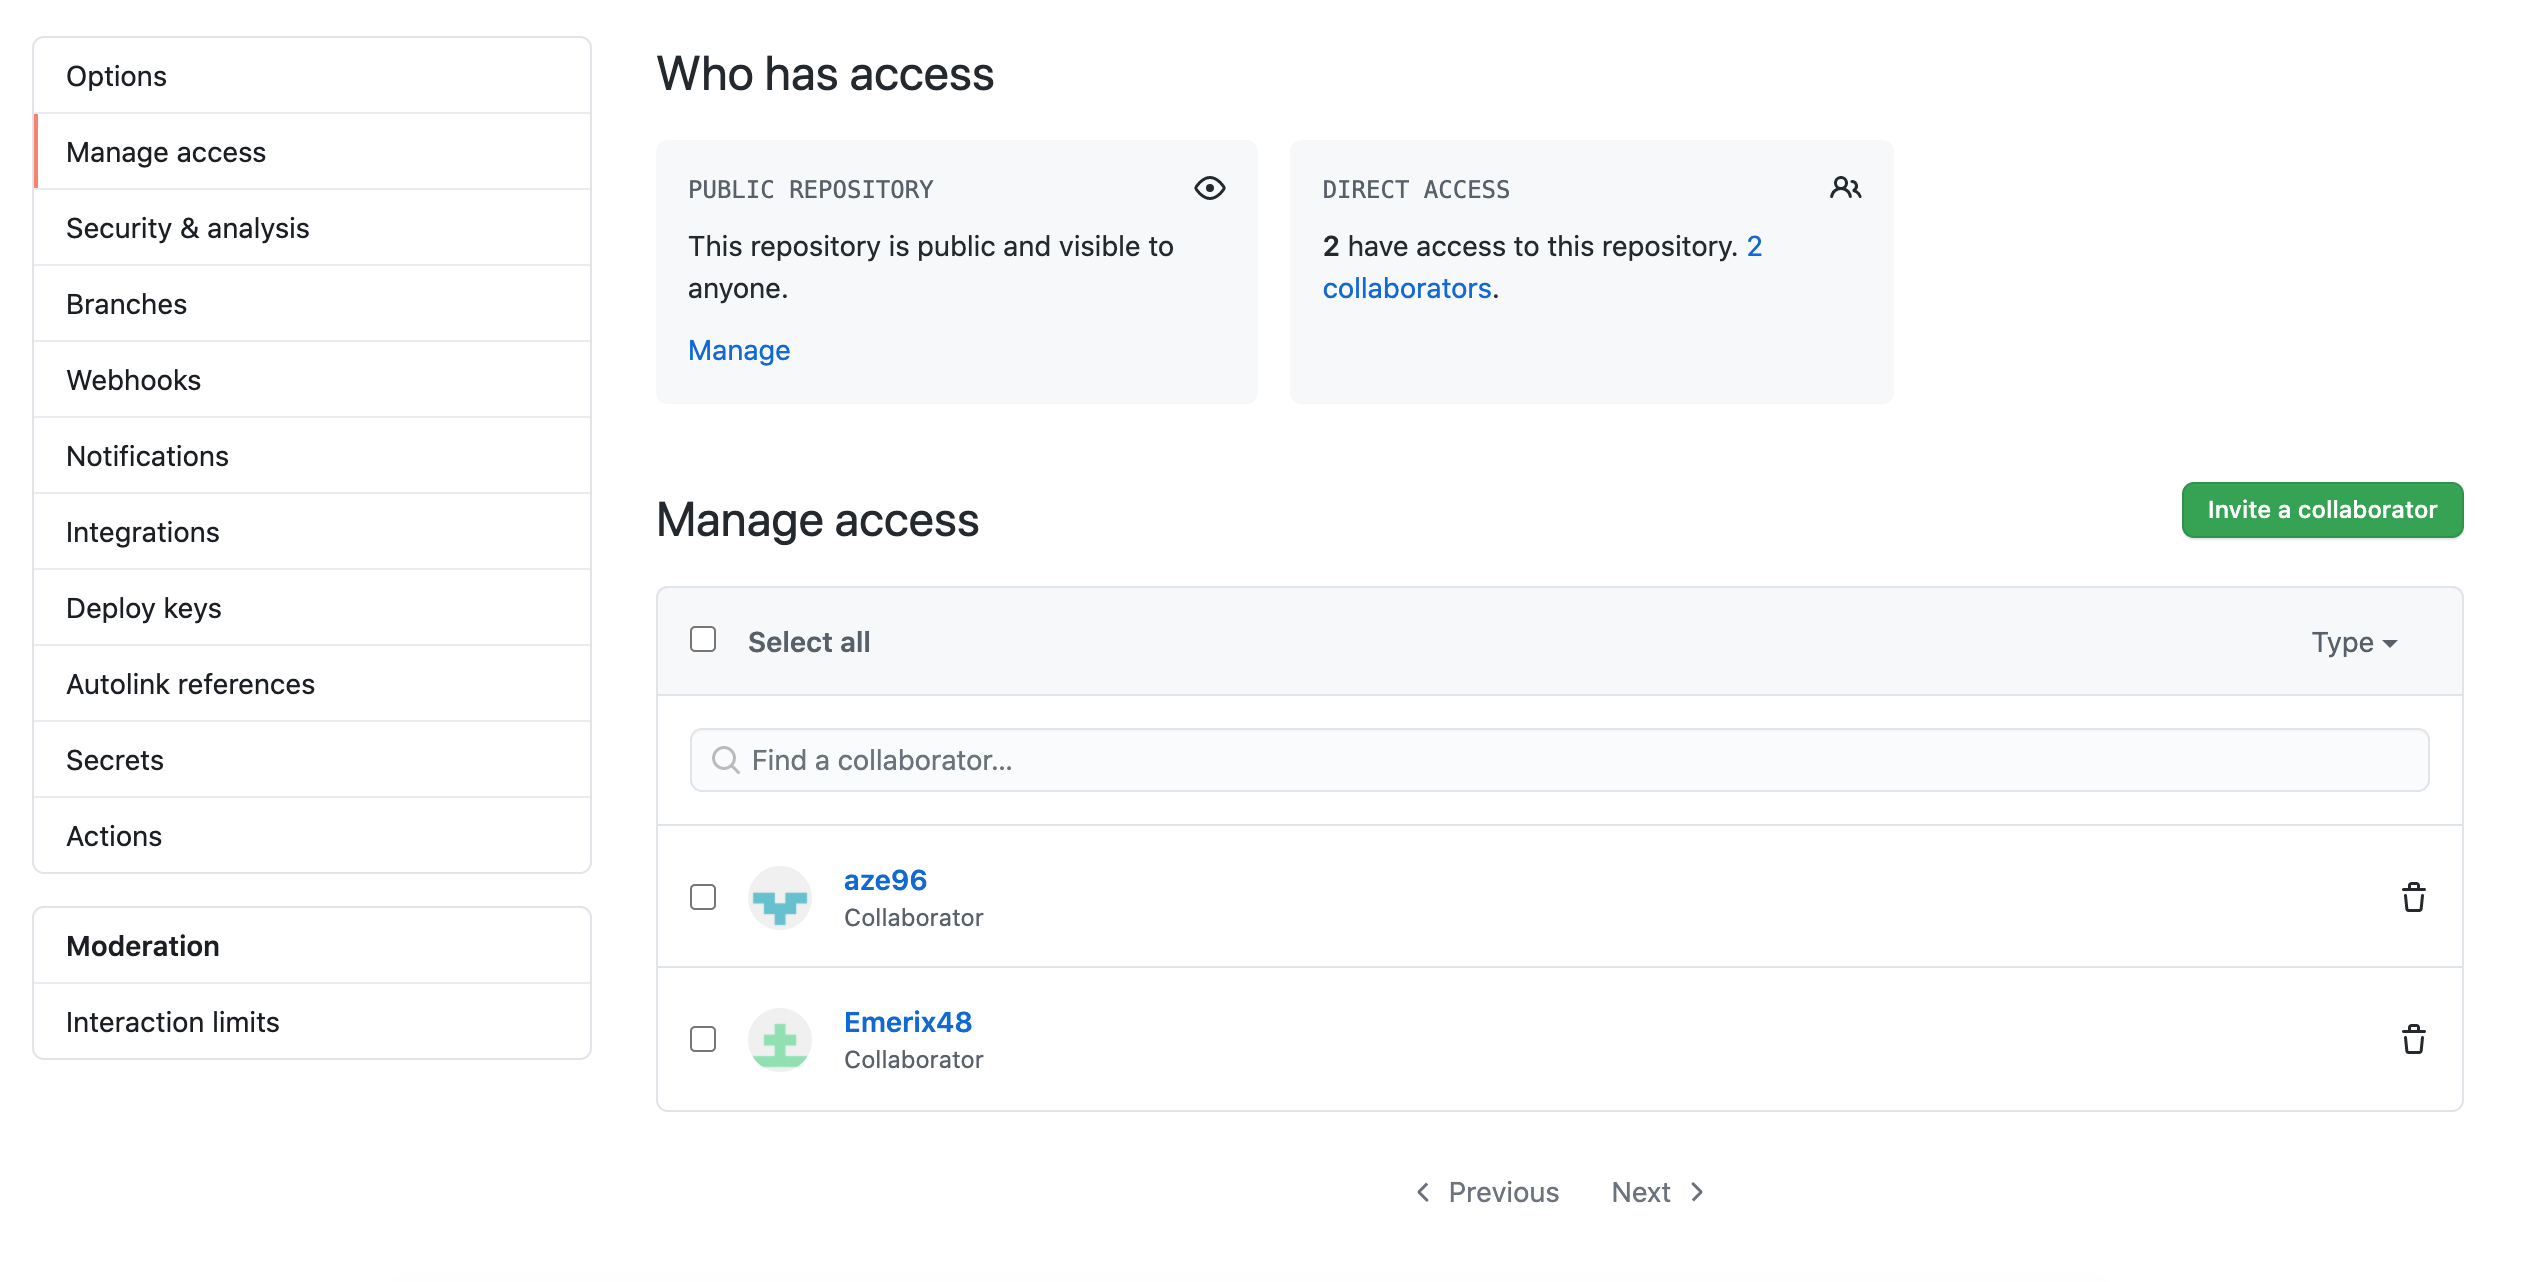 Options
Manage access
Security & analysis
Branches
Webhooks
Notifications
Integrations
Deploy keys
Autolink references
Secrets
Actions
Moderation
Interaction limits
Who has access
PUBLIC REPOSITORY
This repository is public and visible to
anyone.
Manage
DIRECT ACCESS
2 have access to this repository. 2
collaborators.
Manage access
Invite a collaborator
Select all
Type
Find a collaborator...
aze96
Collaborator
Emerix48
Collaborator
Previous
Next